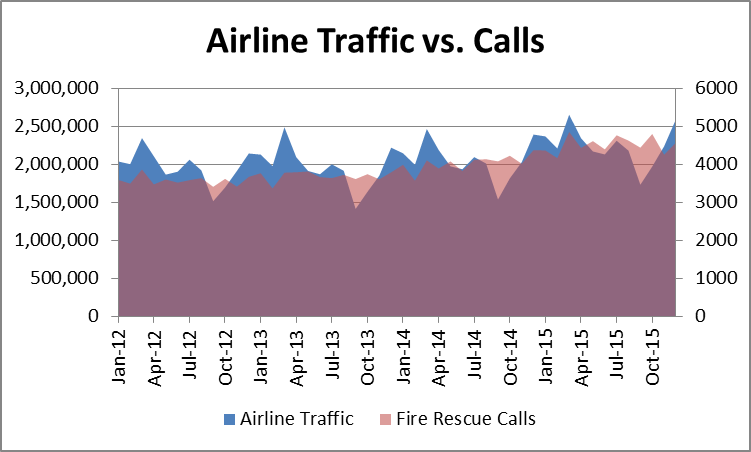 Airline Traffic vs. Calls
3,000,000
2,500,000
2,000,000
1,500,000
1,000,000
500,000
0
6000
5000
4000
3000
2000
1000
0
Jan-12
Apr-12
Jul-12
Oct-12
Jan-13
Apr-13
Jul-13
Oct-13
Jan-14
Apr-14
Jul-14
Oct-14
Jan-15
Apr-15
Jul-15
Oct-15
Airline Traffic
Fire Rescue Calls